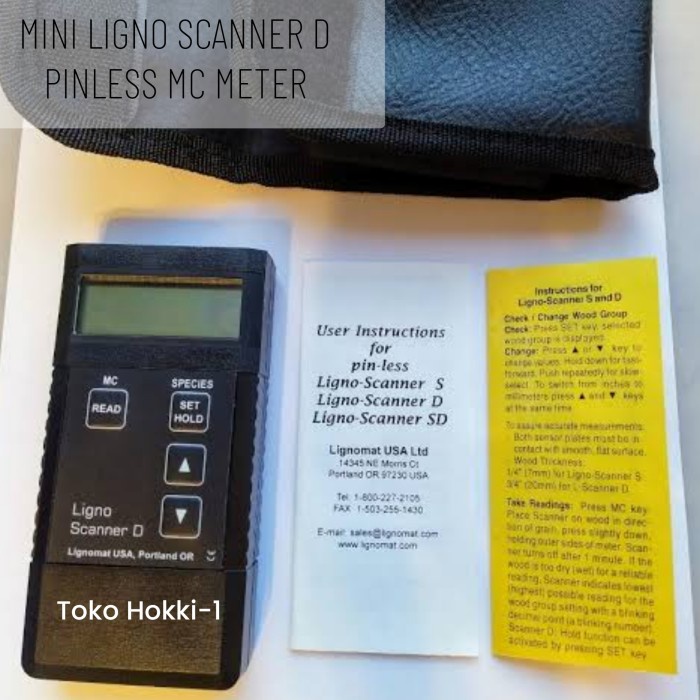 MINI LIGNO SCANNER D
PINLESS MC METER
MC
SPECIES
READ
SET
HOLD
▲
▼
Ligno
Scanner D
Lignomat USA, Portland OR
Toko Hokki-1
User Instructions
for
pin-less
Ligno-Scanner S
Ligno-Scanner D
Ligno-Scanner SD
Lignomat USA Ltd
14345 NE Morris Ct
Portland OR 97230 USA
Tel: 1-800-227-2105
FAX 1-503-255-1430
E-mail: sales@lignomat.com
www.lignomat.com
Instructions for
Ligno-Scanner S and D
Check / Change Wood Group
Check: Press SET key, selected
wood group is displayed.
Change: Press ▲ or ▼ key to
change values. Hold down for fast-
forward. Push repeatedly for slow-
select. To switch from inches to
millimeters press ▲ and ▼ keys
at the same time.
To assure accurate measurements:
Both sensor plates must be in
contact with smooth, flat surface.
Wood Thickness:
1/4" (7mm) for Ligno-Scanner S
3/4" (20mm) for L-Scanner D
Take Readings: Press MC key.
Place Scanner on wood in direc-
tion of grain, press slightly down,
holding outer sides of meter. Scan-
ner turns off after 1 minute. If the
wood is too dry (wet) for a reliable
reading, Scanner indicates lowest
(highest) possible reading for the
wood group setting with a blinking
decimal point (a blinking number).
Scanner D: Hold function can be
activated by pressing SET key